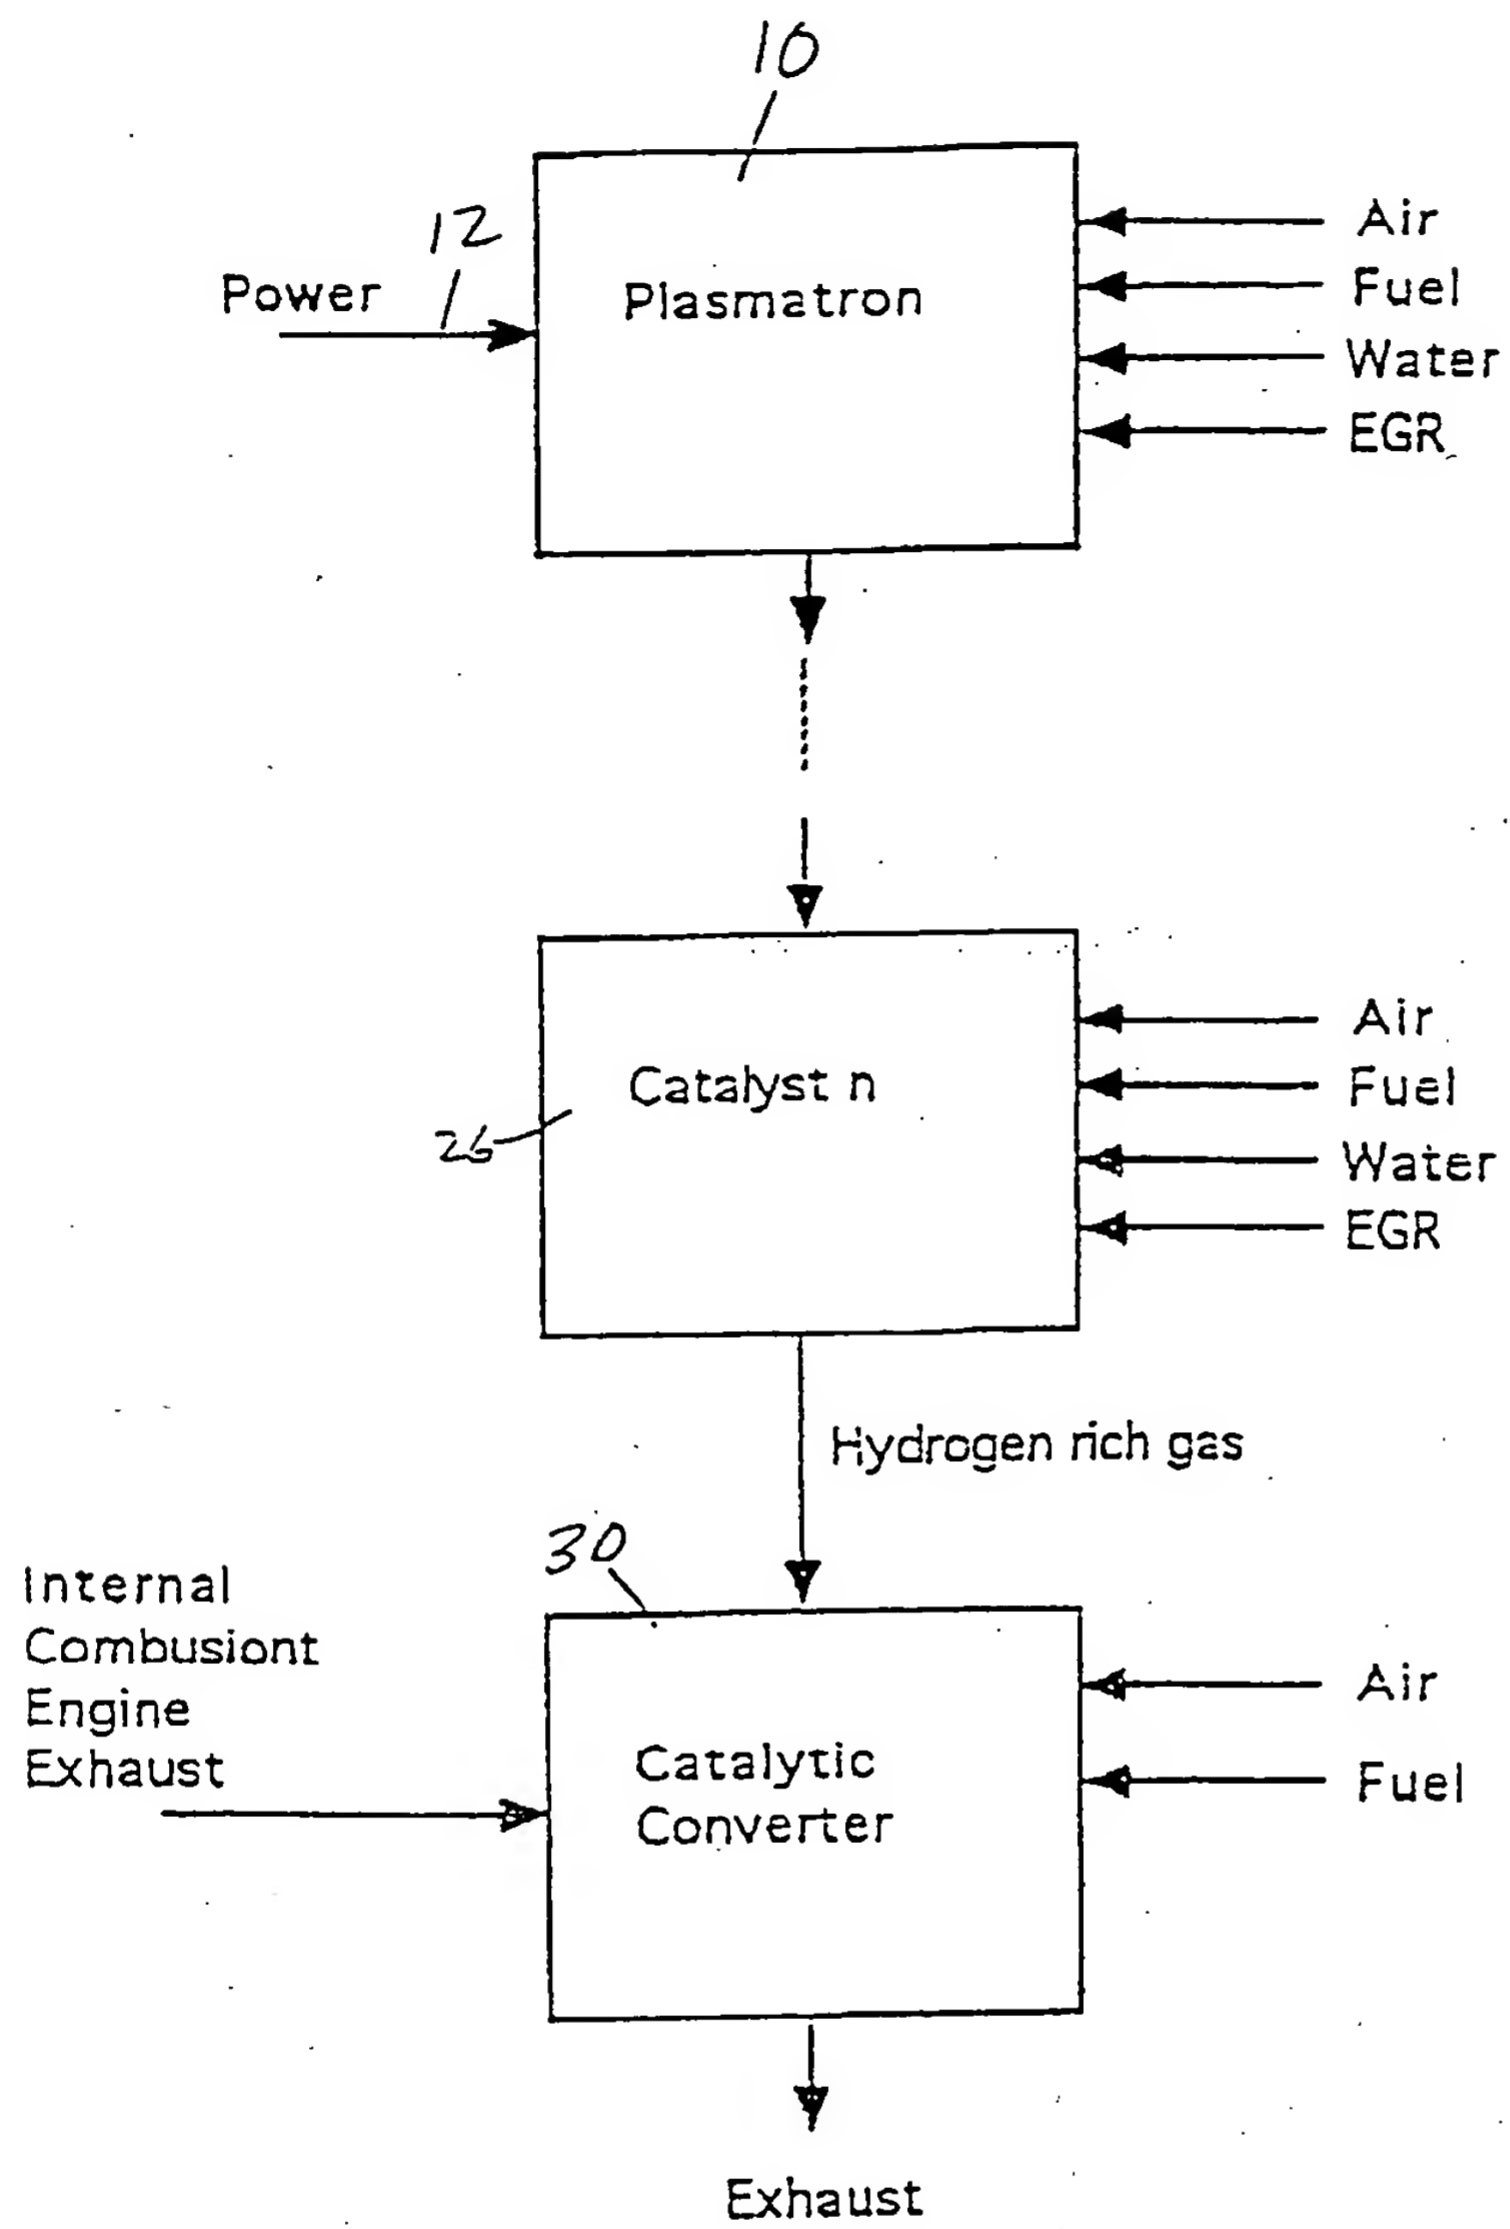 10
12
Power
Plasmatron
Air
Fuel
Water
EGR
Catalyst n
26
Air
Fuel
Water
EGR
Hydrogen rich gas
30
Internal
Combusiont
Engine
Exhaust
Catalytic
Converter
Air
Fuel
Exhaust